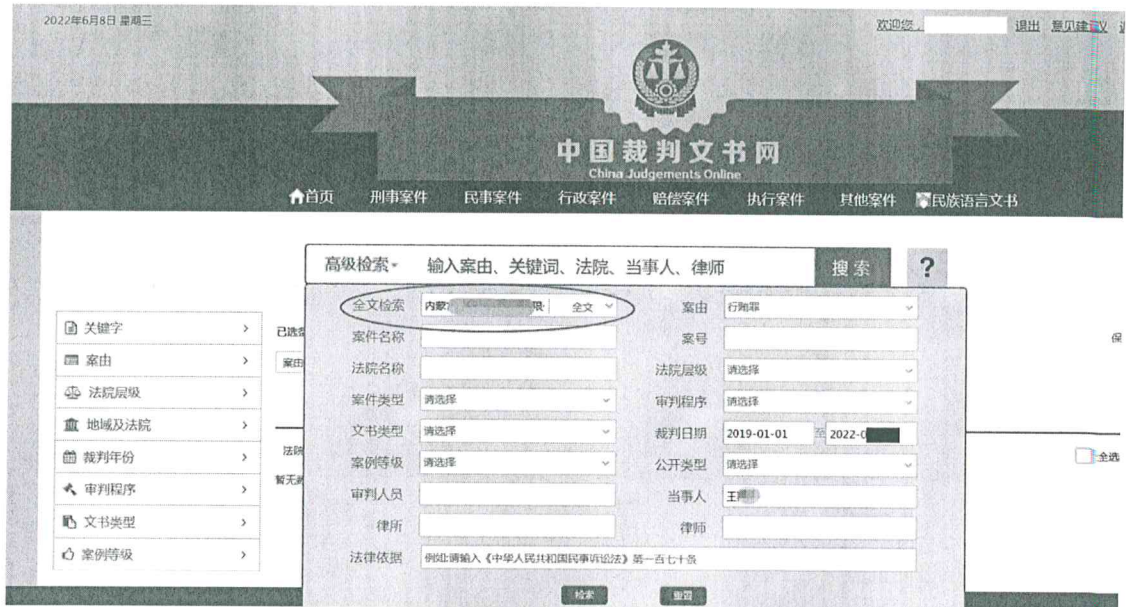 2022年6月8日 星期三
欢迎您， 退出 意见建议
中国裁判文书网
China Judgements Online
首页 刑事案件 民事案件 行政案件 赔偿案件 执行案件 其他案件 民族语言文书
高级检索 输入案由、关键词、法院、当事人、律师 搜索 ?
全文检索 内蒙 限 全文 案由 行贿罪
关键字 已选 案件名称 案号 保
案由 案由 法院名称 法院层级 请选择
法院层级 案件类型 请选择 审判程序 请选择
地域及法院 文书类型 请选择 裁判日期 2019-01-01 至 2022-0
裁判年份 法院 案例等级 请选择 公开类型 请选择 全选
审判程序 暂无 审判人员 当事人 王
文书类型 律所 律师
案例等级 法律依据 例如:请输入《中华人民共和国民事诉讼法》第一百七十条
检索 重置